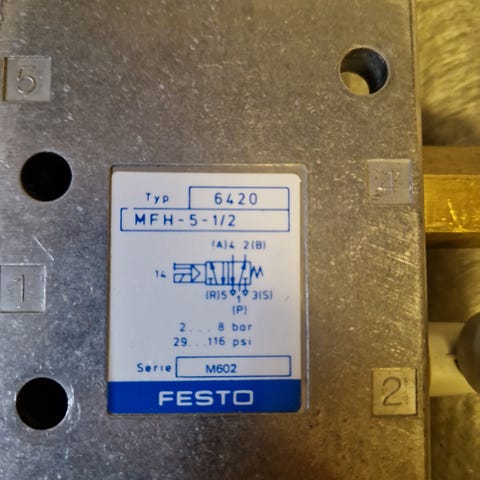 5
4
1
2
Typ 6420
MFH-5-1/2
(A)4 2(B)
14
(R)5 1 3(S)
(P)
2...8 bar
29...116 psi
Serie M602
FESTO